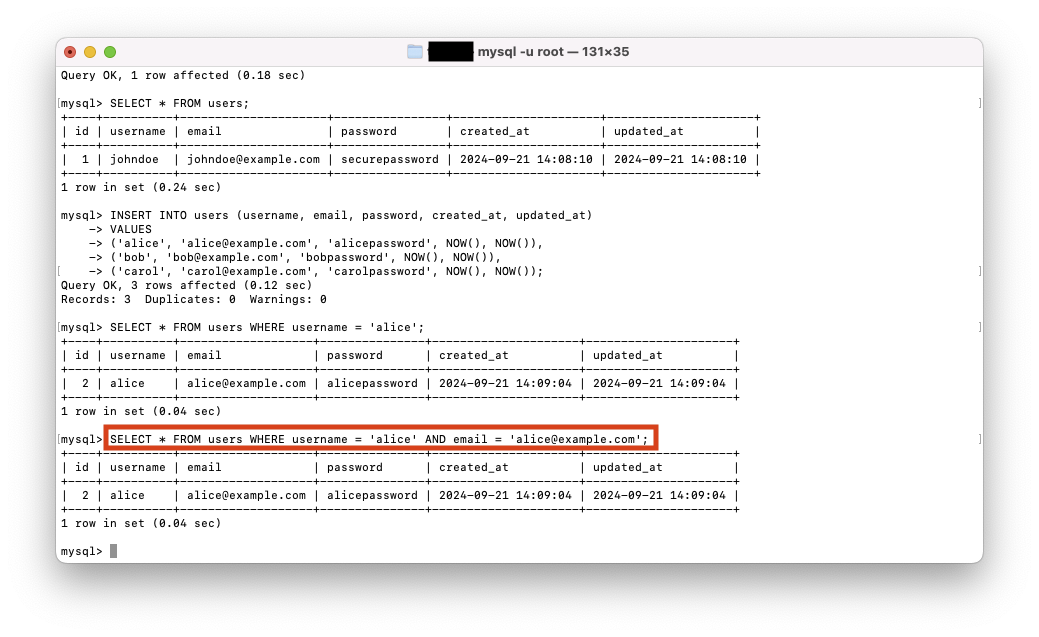 mysql -u root — 131×35
Query OK, 1 row affected (0.18 sec)
mysql> SELECT * FROM users;
+----+----------+---------------------+----------------+---------------------+---------------------+
| id | username | email               | password       | created_at          | updated_at          |
+----+----------+---------------------+----------------+---------------------+---------------------+
|  1 | johndoe  | johndoe@example.com | securepassword | 2024-09-21 14:08:10 | 2024-09-21 14:08:10 |
+----+----------+---------------------+----------------+---------------------+---------------------+
1 row in set (0.24 sec)
mysql> INSERT INTO users (username, email, password, created_at, updated_at)
    -> VALUES
    -> ('alice', 'alice@example.com', 'alicepassword', NOW(), NOW()),
    -> ('bob', 'bob@example.com', 'bobpassword', NOW(), NOW()),
    -> ('carol', 'carol@example.com', 'carolpassword', NOW(), NOW());
Query OK, 3 rows affected (0.12 sec)
Records: 3  Duplicates: 0  Warnings: 0
mysql> SELECT * FROM users WHERE username = 'alice';
+----+----------+-------------------+---------------+---------------------+---------------------+
| id | username | email             | password      | created_at          | updated_at          |
+----+----------+-------------------+---------------+---------------------+---------------------+
|  2 | alice    | alice@example.com | alicepassword | 2024-09-21 14:09:04 | 2024-09-21 14:09:04 |
+----+----------+-------------------+---------------+---------------------+---------------------+
1 row in set (0.04 sec)
mysql> SELECT * FROM users WHERE username = 'alice' AND email = 'alice@example.com';
+----+----------+-------------------+---------------+---------------------+---------------------+
| id | username | email             | password      | created_at          | updated_at          |
+----+----------+-------------------+---------------+---------------------+---------------------+
|  2 | alice    | alice@example.com | alicepassword | 2024-09-21 14:09:04 | 2024-09-21 14:09:04 |
+----+----------+-------------------+---------------+---------------------+---------------------+
1 row in set (0.04 sec)
mysql>